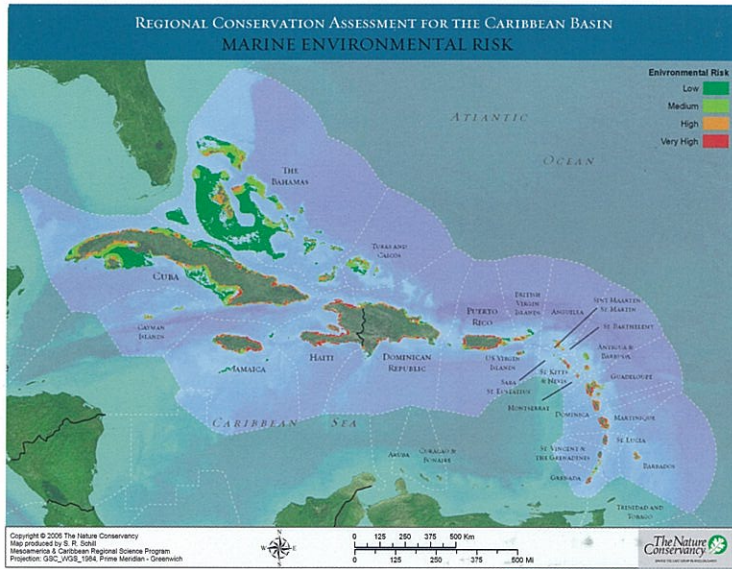 REGIONAL CONSERVATION ASSESSMENT FOR THE CARIBBEAN BASIN
MARINE ENVIRONMENTAL RISK
Enivronmental Risk
Low
Medium
High
Very High
ATLANTIC
OCEAN
THE
BAHAMAS
TURKS AND
CAICOS
CUBA
CAYMAN
ISLANDS
JAMAICA
HAITI
DOMINICAN
REPUBLIC
PUERTO
RICO
BRITISH
VIRGIN
ISLANDS
ANGUILLA
SINT MAARTEN
ST MARTIN
ST BARTHELEMY
US VIRGIN
ISLANDS
SABA
ST EUSTATIUS
ST KITTS
& NEVIS
ANTIGUA &
BARBUDA
GUADELOUPE
MONTSERRAT
DOMINICA
MARTINIQUE
ST LUCIA
ST VINCENT &
THE GRENADINES
BARBADOS
GRENADA
CARIBBEAN SEA
ARUBA
CURACAO &
BONAIRE
TRINIDAD AND
TOBAGO
Copyright © 2006 The Nature Conservancy
Map produced by S. R. Schill
Mesoamerica & Caribbean Regional Science Program
Projection: GSC_WGS_1984, Prime Meridian - Greenwich
N
W E
S
0 125 250 375 500 Km
0 125 250 375 500 Mi
The Nature
Conservancy